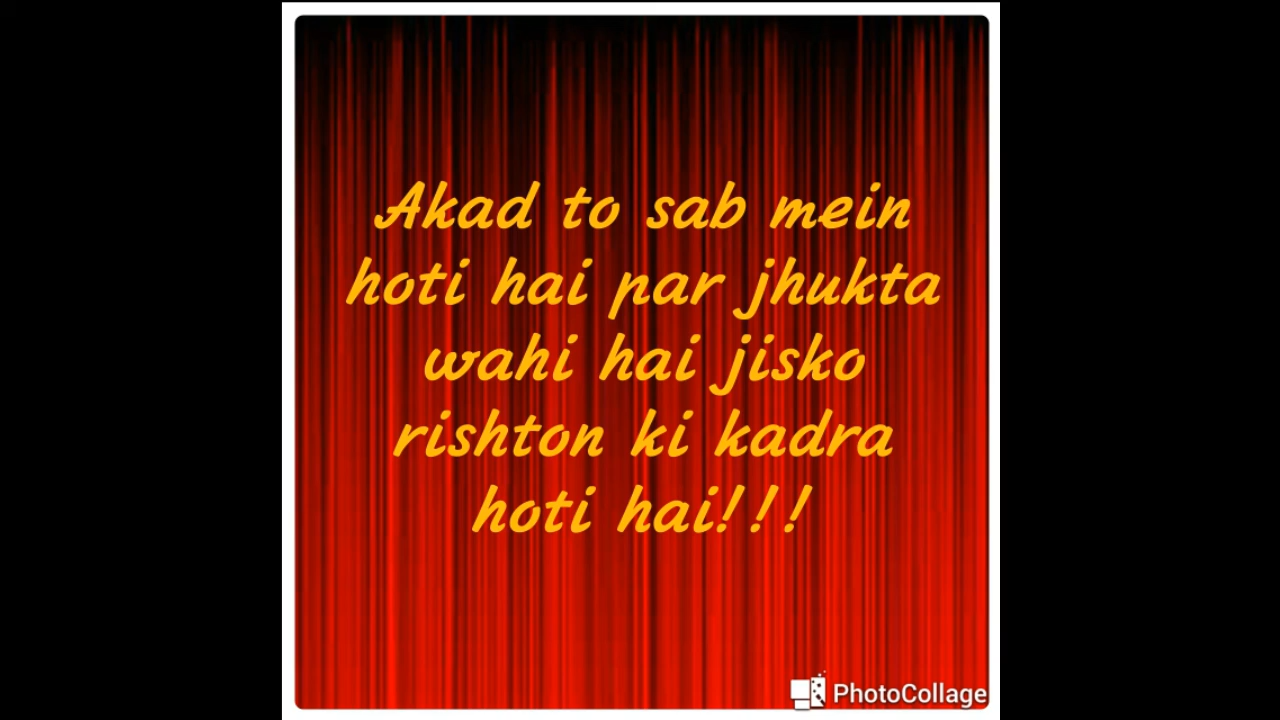 Akad to sab mein
hoti hai par jhukta
wahi hai jisko
rishton ki kadra
hoti hai!!!
PhotoCollage